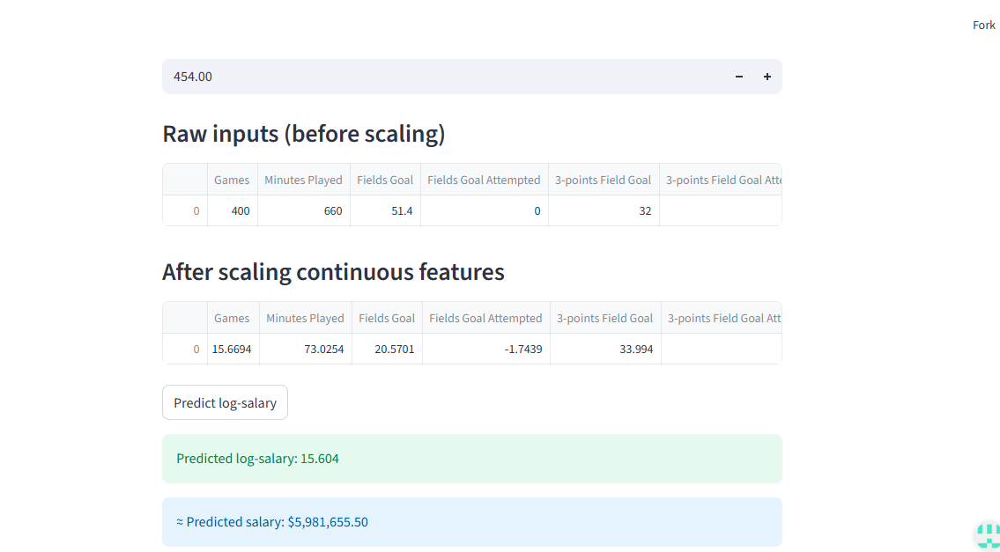 Fork
454.00
Raw inputs (before scaling)
Games Minutes Played Fields Goal Fields Goal Attempted 3-points Field Goal 3-points Field Goal Atte
0 400 660 51.4 0 32
After scaling continuous features
Games Minutes Played Fields Goal Fields Goal Attempted 3-points Field Goal 3-points Field Goal Att
0 15.6694 73.0254 20.5701 -1.7439 33.994
Predict log-salary
Predicted log-salary: 15.604
≈ Predicted salary: $5,981,655.50